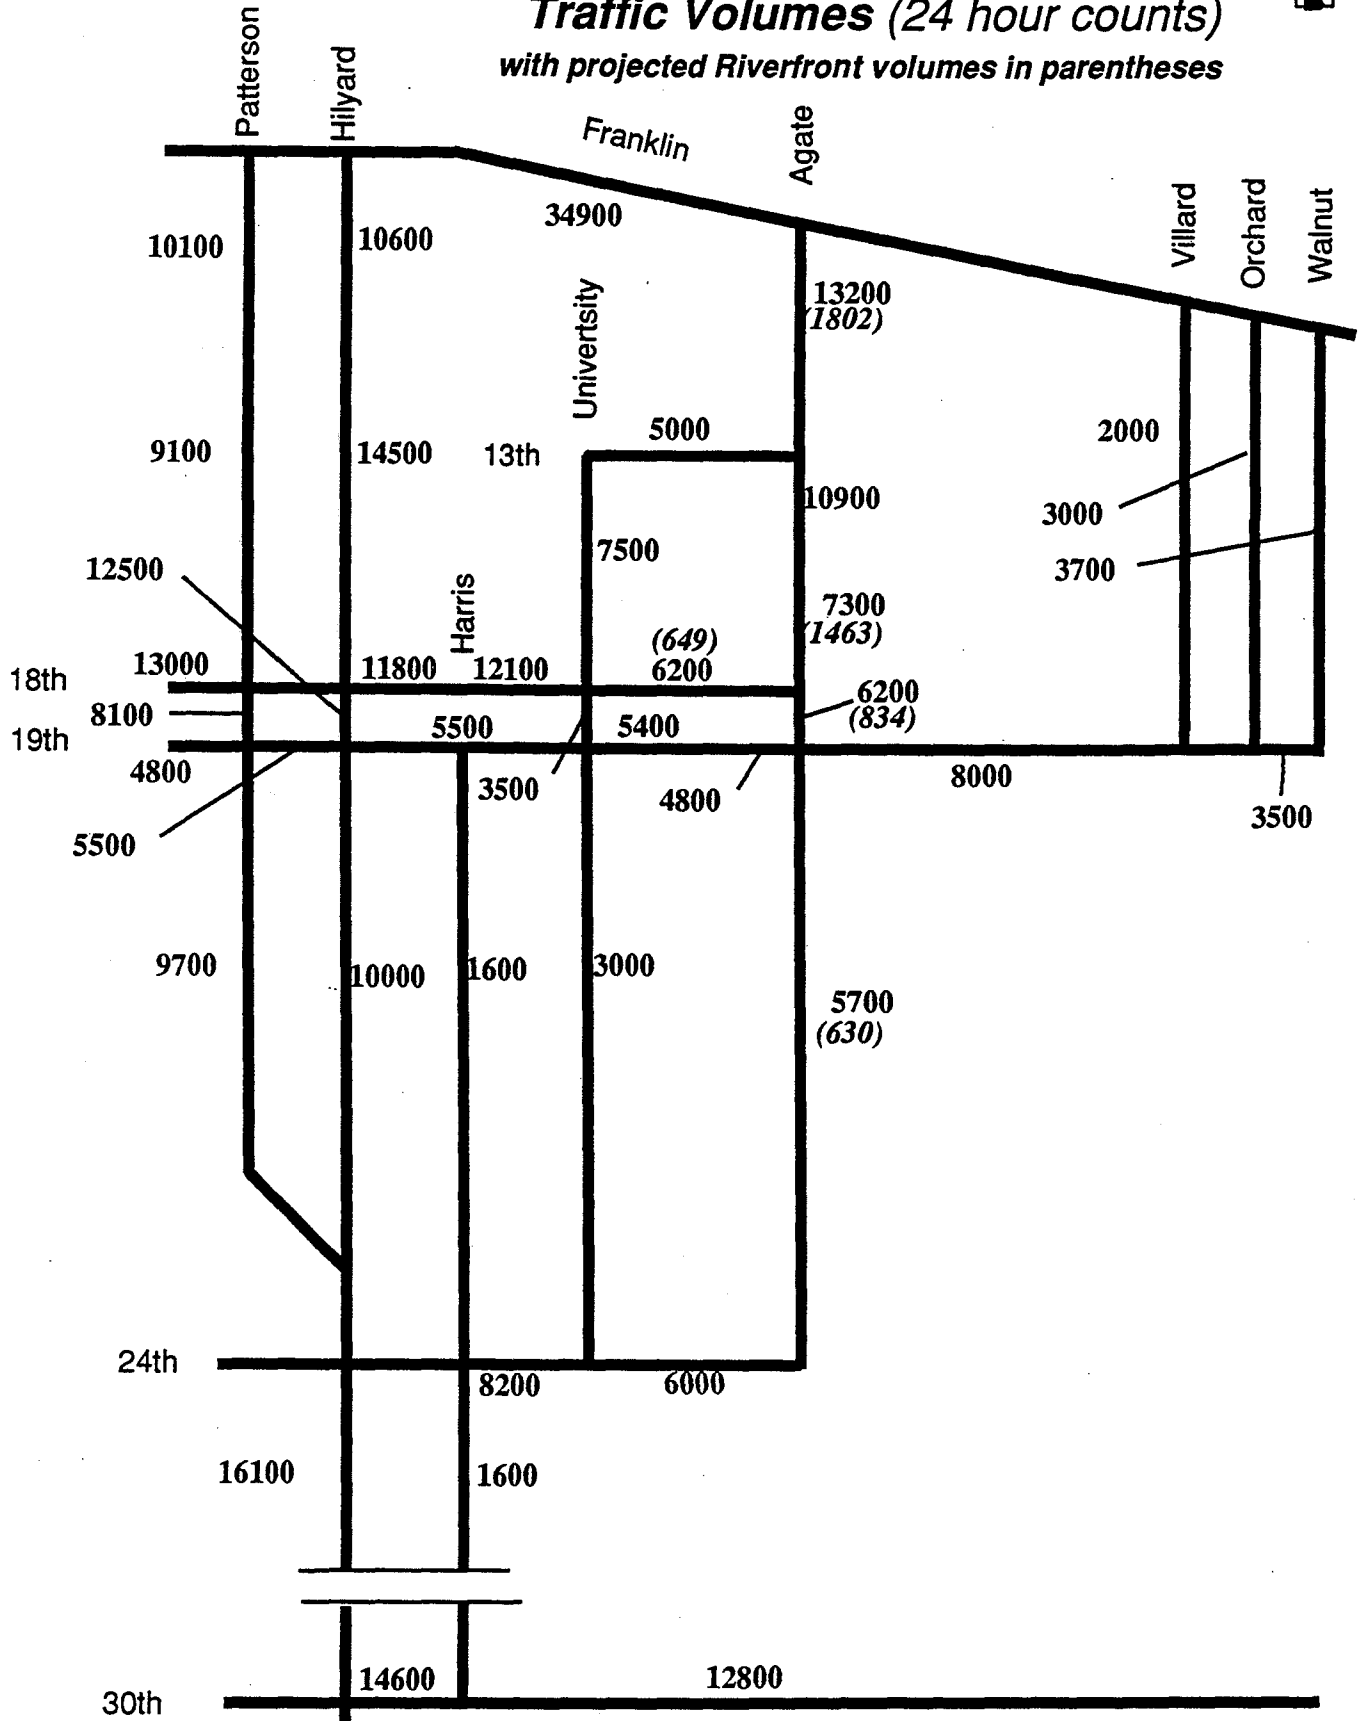 Traffic Volumes (24 hour counts)
with projected Riverfront volumes in parentheses
Patterson
Hilyard
Franklin
Agate
Villard
Orchard
Walnut
34900
10100
10600
13200
(1802)
Univertsity
5000
2000
9100
14500
13th
10900
3000
7500
3700
12500
Harris
7300
(1463)
(649)
13000
11800
12100
6200
18th
6200
(834)
8100
5500
5400
19th
4800
3500
4800
8000
3500
5500
9700
10000
1600
3000
5700
(630)
24th
8200
6000
16100
1600
14600
12800
30th